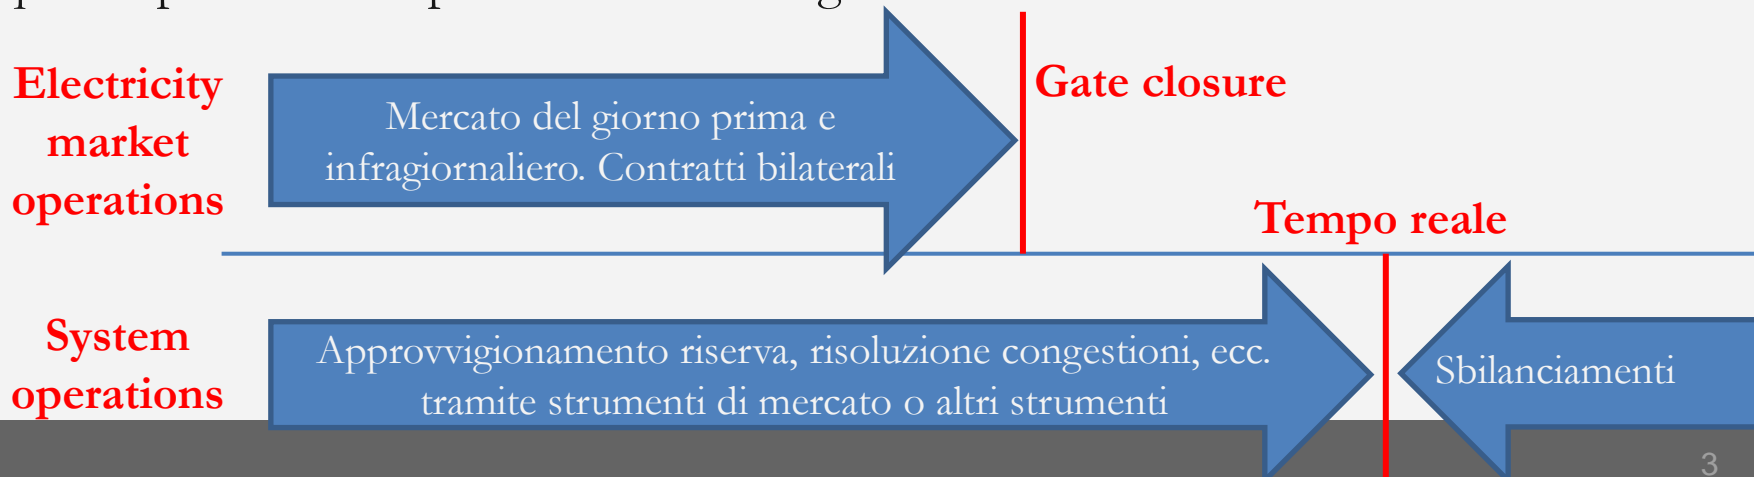 Electricity
market
operations
Mercato del giorno prima e
infragiornaliero. Contratti bilaterali
Gate closure
Tempo reale
System
operations
Approvvigionamento riserva, risoluzione congestioni, ecc.
tramite strumenti di mercato o altri strumenti
Sbilanciamenti
3